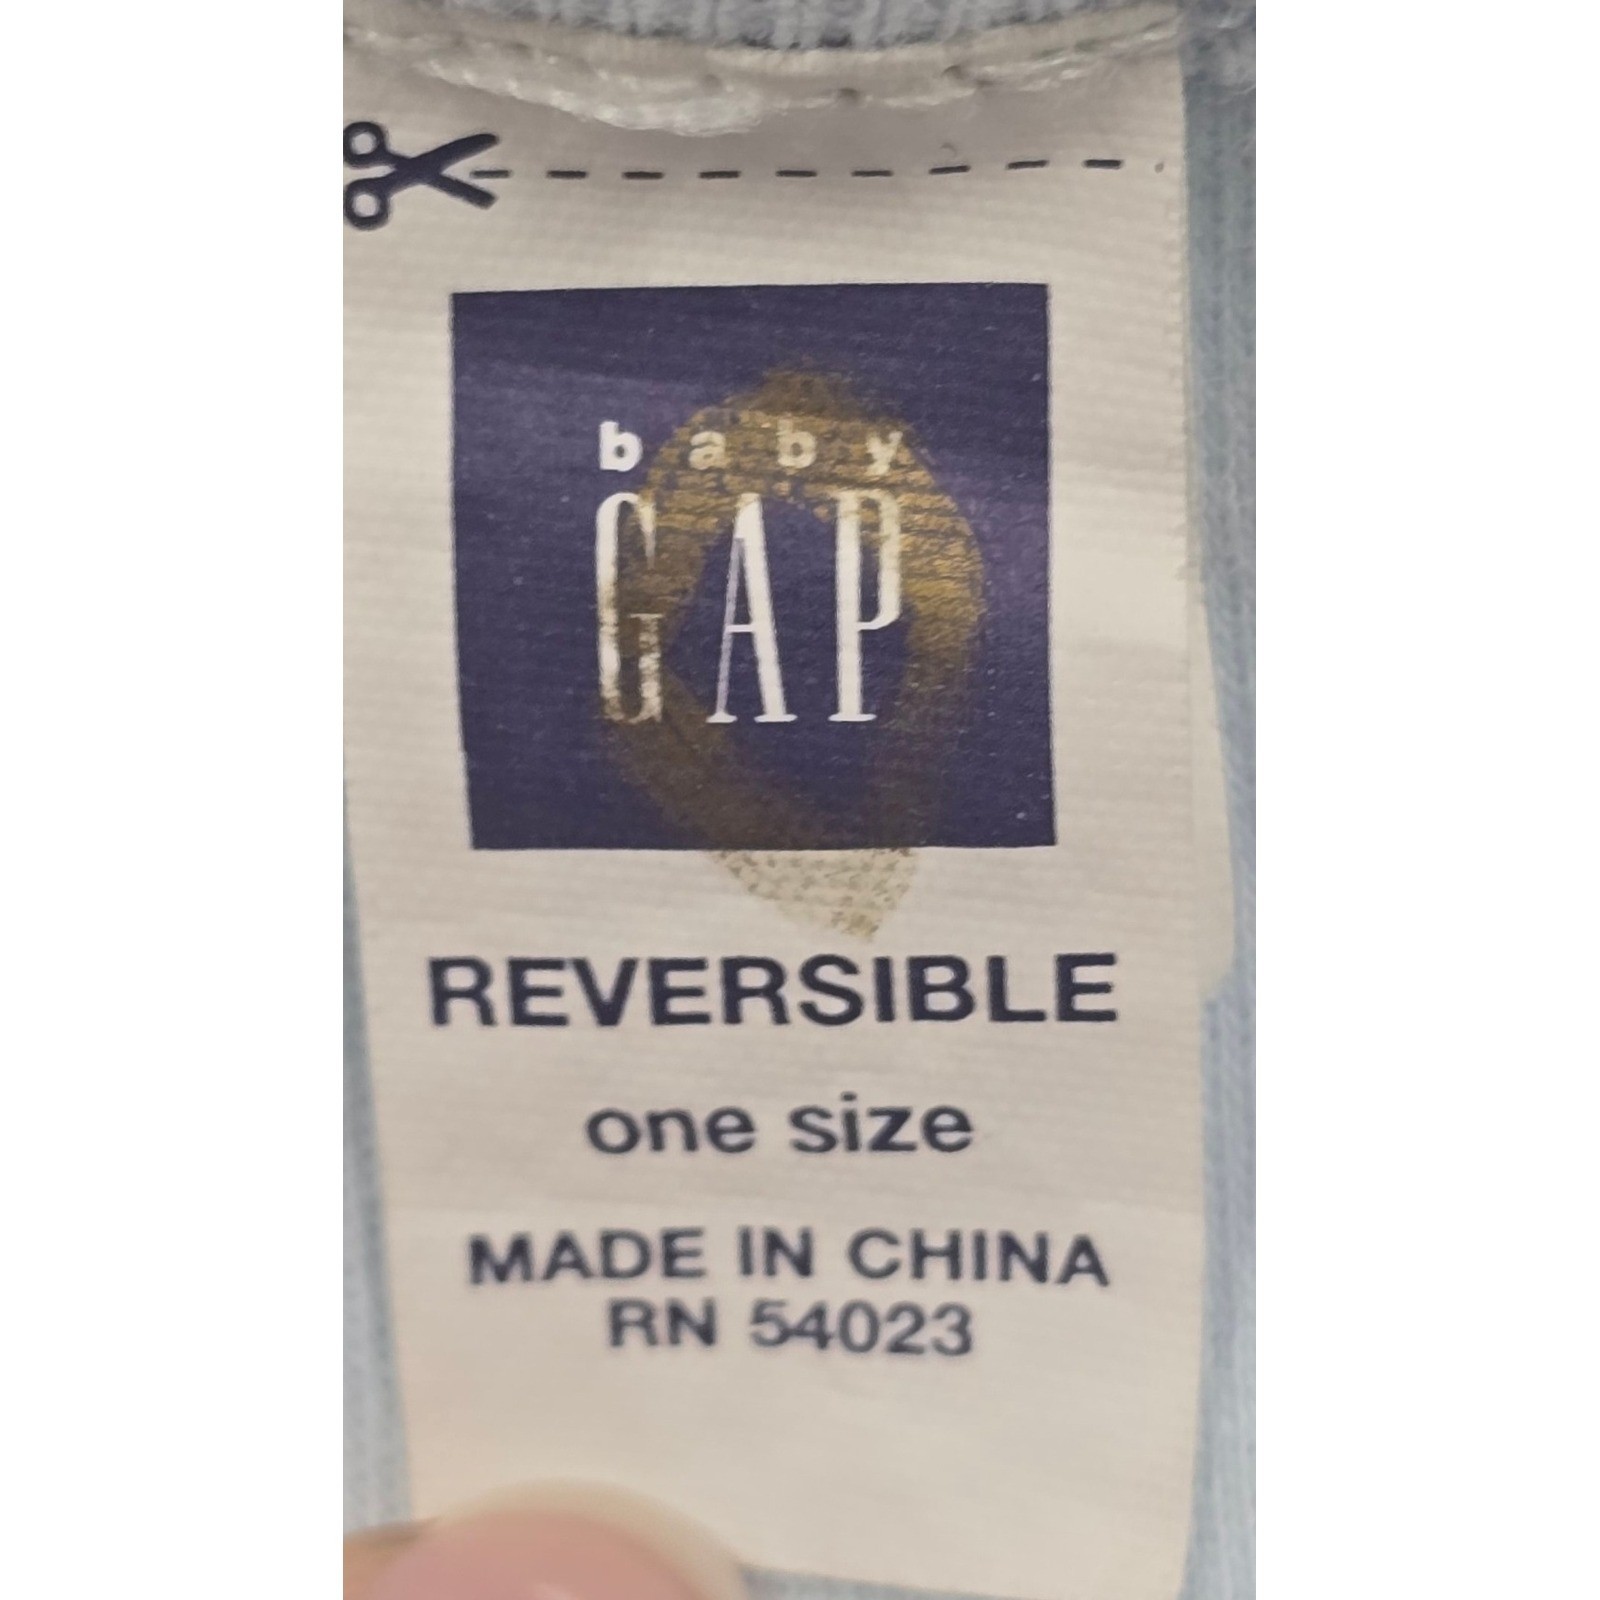 baby
GAP
REVERSIBLE
one size
MADE IN CHINA
RN 54023